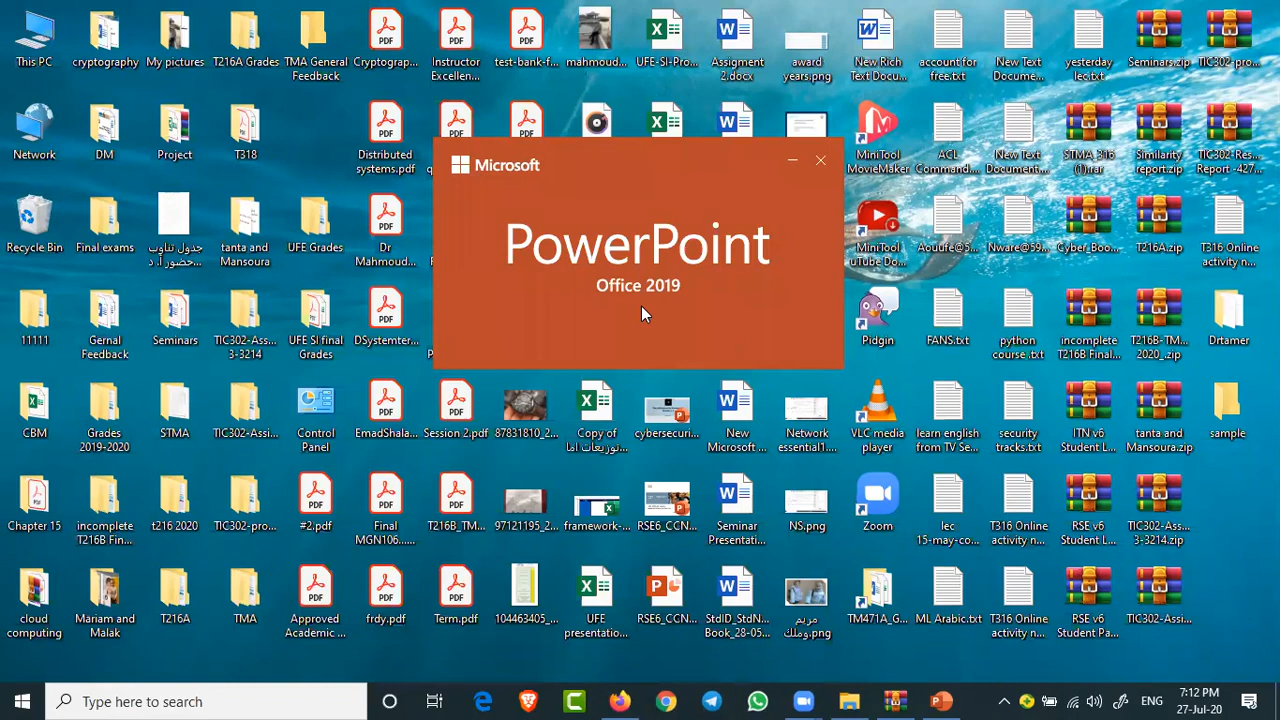 This PC
cryptography
My pictures
T216A Grades
TMA General
Feedback
Cryptograp...
Instructor
Excellen...
test-bank-f...
mahmoud...
UFE-SI-Pro...
Assigment
2.docx
award
years.png
New Rich
Text Docu...
account for
free.txt
New Text
Docume...
yesterday
lec.txt
Seminars.zip
TIC302-pro...
Network
DM
Project
T318
Distributed
systems.pdf
MiniTool
MovieMaker
ACL
Comman...
New Text
Document...
STMA_316
(1).rar
Similarity
report.zip
TIC302-Res...
Report -427...
Microsoft
PowerPoint
Office 2019
Recycle Bin
Final exams
جدول تناوب
حضور أ.د...
tanta and
Mansoura
UFE Grades
Dr
Mahmoud...
MiniTool
uTube Do...
Aoufe@5...
Nware@59...
Cyber_Boo...
T216A.zip
T316 Online
activity n...
11111
Gernal
Feedback
Seminars
TIC302-Ass...
3-3214
UFE SI final
Grades
DSystemter...
Pidgin
FANS.txt
python
course .txt
incomplete
T216B Final...
T216B-TM...
2020_.zip
Drtamer
CBM
Grades
2019-2020
STMA
TIC302-Assi...
Control
Panel
EmadShala...
Session 2.pdf
87831810_2...
Copy of
توزيعات اما...
cybersecuri...
New
Microsoft ...
Network
essential1....
VLC media
player
learn english
from TV Se...
security
tracks.txt
ITN v6
Student L...
tanta and
Mansoura.zip
sample
Chapter 15
incomplete
T216B Fin...
t216 2020
TIC302-pro...
#2.pdf
Final
MGN106......
T216B_TM...
97121195_2...
framework-...
RSE6_CCN...
Seminar
Presentati...
NS.png
Zoom
lec
15-may-co...
T316 Online
activity n...
RSE v6
Student L...
TIC302-Ass...
3-3214.zip
cloud
computing
Mariam and
Malak
T216A
TMA
Approved
Academic ...
frdy.pdf
Term.pdf
104463405_...
UFE
presentatio...
RSE6_CCN...
StdID_StdN...
Book_28-05...
مريم
وملك.png
TM471A_G...
ML Arabic.txt
T316 Online
activity n...
RSE v6
Student Pa...
TIC302-Assi...
Type here to search
ENG
7:12 PM
27-Jul-20